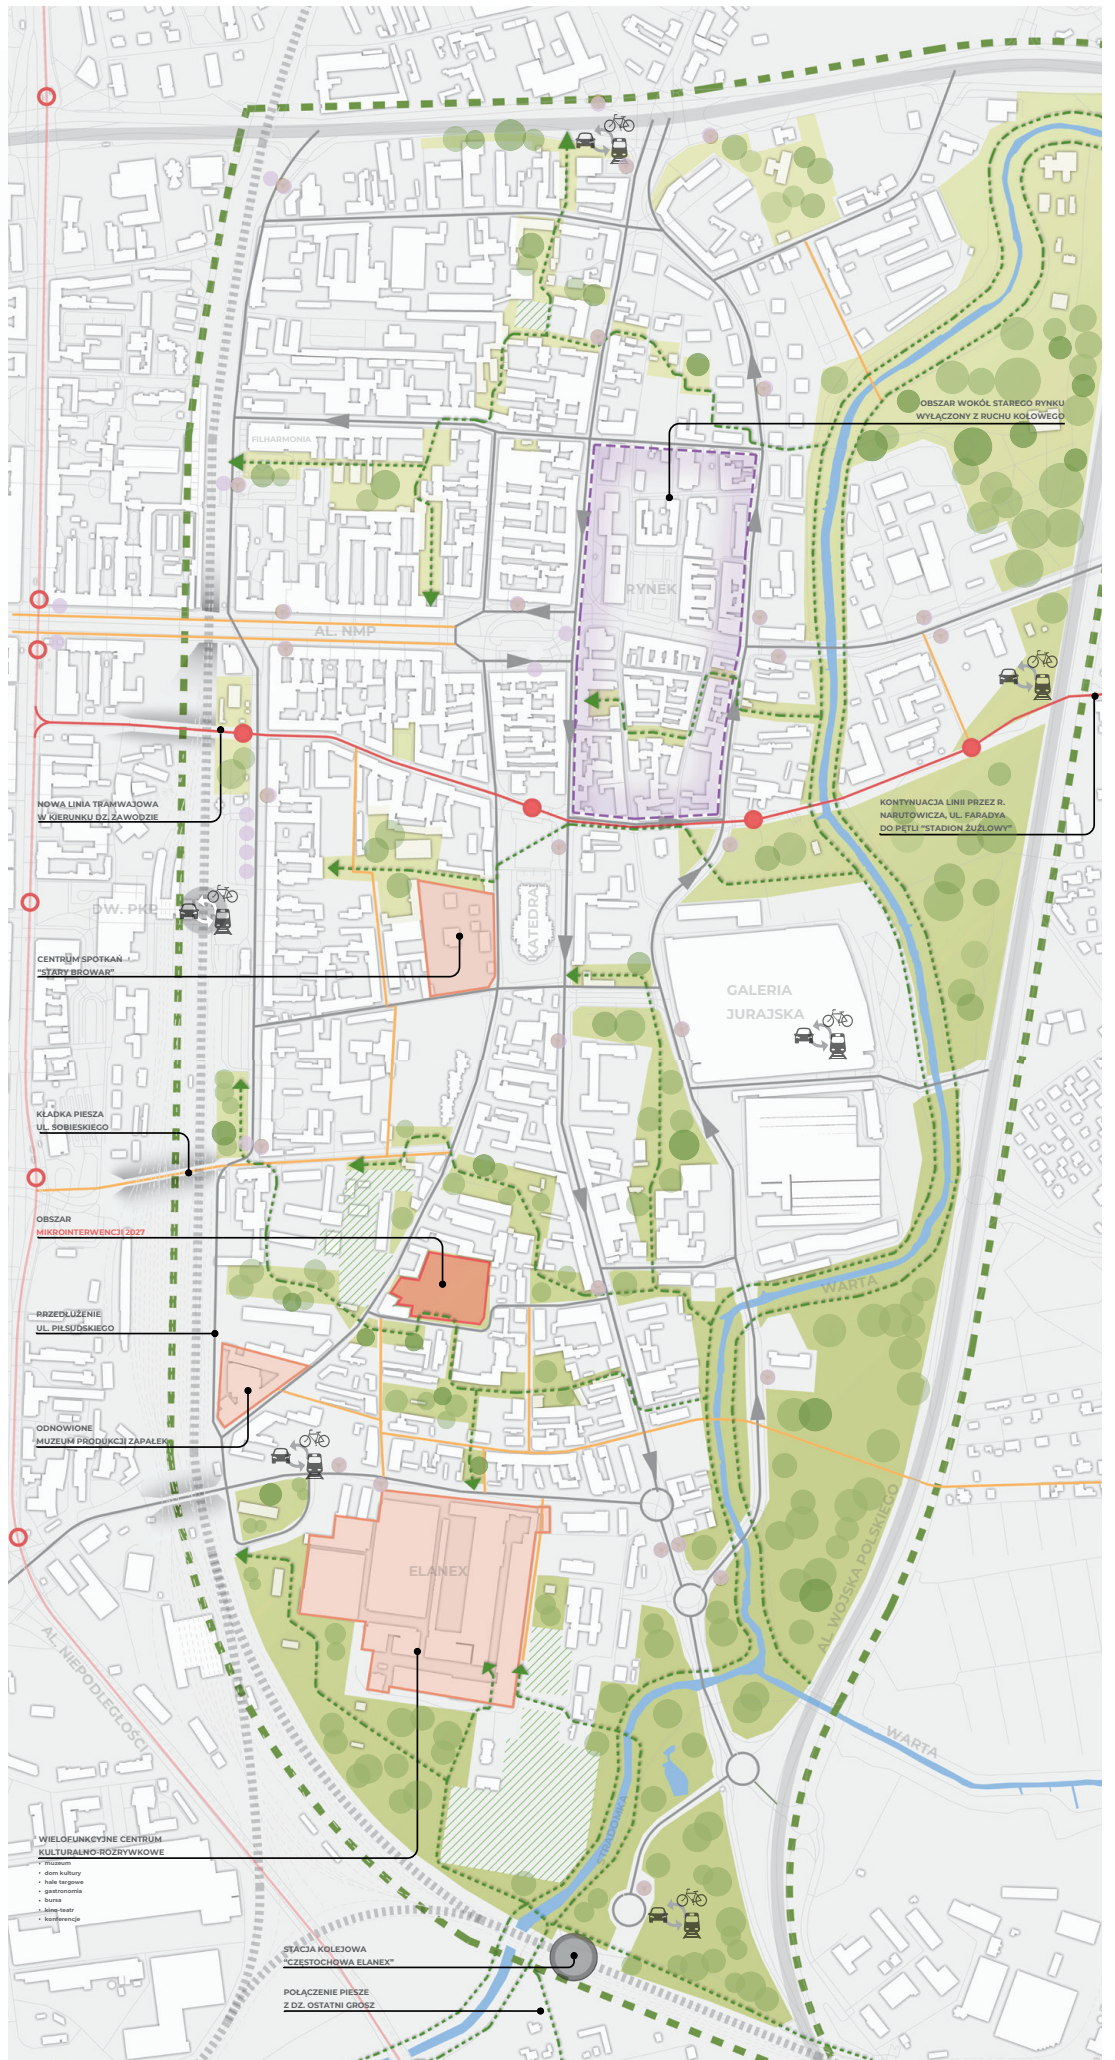 OBSZAR WOKÓŁ STAREGO RYNKU
WYŁĄCZONY Z RUCHU KOŁOWEGO
FILHARMONIA
RYNEK
AL. NMP
NOWA LINIA TRAMWAJOWA
W KIERUNKU DZ. ZAWODZIE
KONTYNUACJA LINII PRZEZ R.
NARUTOWICZA, UL. FARADYA
DO PĘTLI "STADION ŻUŻLOWY"
DW. PKP
KATEDRA
CENTRUM SPOTKAŃ
"STARY BROWAR"
GALERIA
JURAJSKA
KŁADKA PIESZA
UL. SOBIESKIEGO
OBSZAR
MIKROINTERWENCJI 2027
WARTA
PRZEDŁUŻENIE
UL. PIŁSUDSKIEGO
ODNOWIONE
MUZEUM PRODUKCJI ZAPAŁEK
ELANEX
AL. WOJSKA POLSKIEGO
AL. NIEPODLEGŁOŚCI
WARTA
STRADOMKA
WIELOFUNKCYJNE CENTRUM
KULTURALNO-ROZRYWKOWE
• muzeum
• dom kultury
• hale targowe
• gastronomia
• bursa
• kino-teatr
• konferencje
STACJA KOLEJOWA
"CZĘSTOCHOWA ELANEX"
POŁĄCZENIE PIESZE
Z DZ. OSTATNI GROSZ